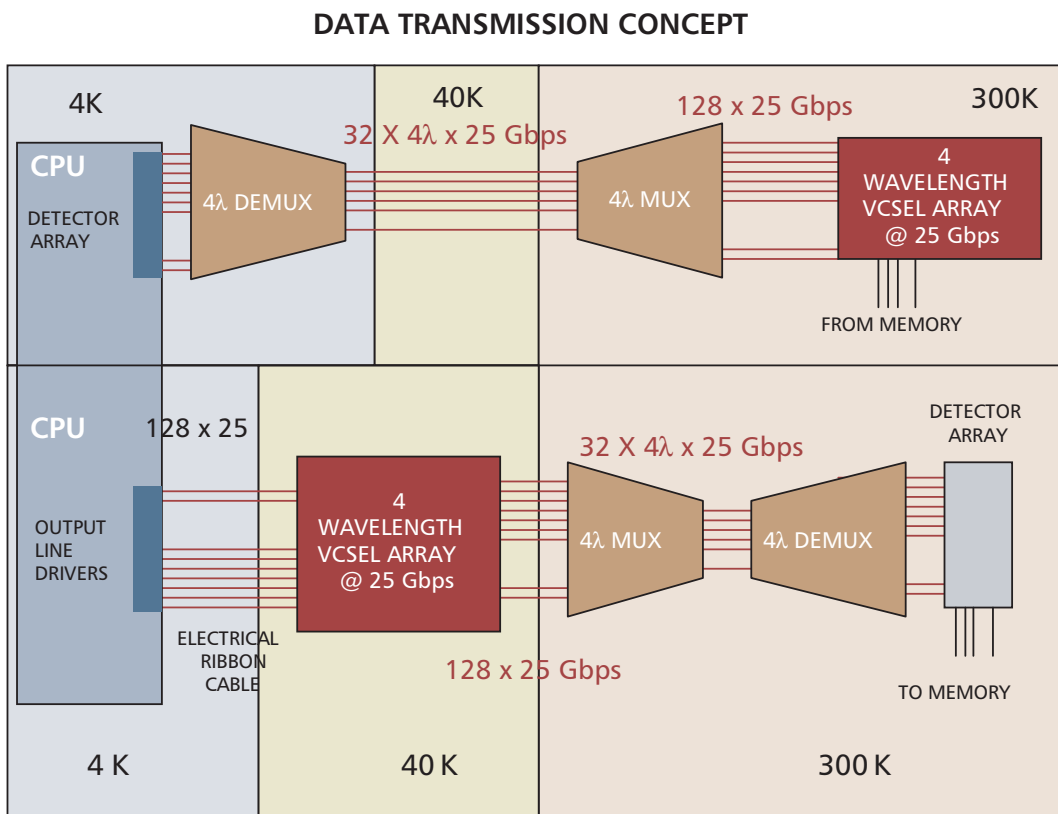 DATA TRANSMISSION CONCEPT
4K
40K
300K
32 X 4λ x 25 Gbps
128 x 25 Gbps
CPU
DETECTOR
ARRAY
4λ DEMUX
4λ MUX
4
WAVELENGTH
VCSEL ARRAY
@ 25 Gbps
FROM MEMORY
CPU
128 x 25
OUTPUT
LINE
DRIVERS
ELECTRICAL
RIBBON
CABLE
4
WAVELENGTH
VCSEL ARRAY
@ 25 Gbps
128 x 25 Gbps
32 X 4λ x 25 Gbps
4λ MUX
4λ DEMUX
DETECTOR
ARRAY
TO MEMORY
4 K
40 K
300 K